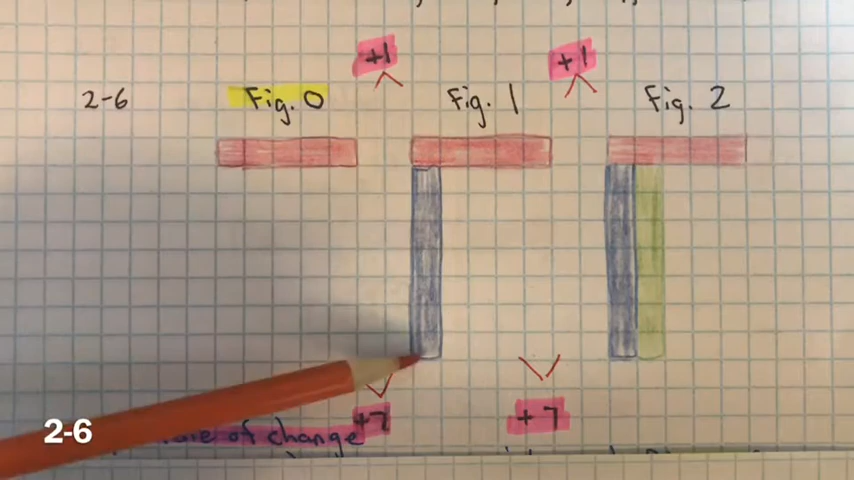 +1 +1
2-6 Fig. 0 Fig. 1 Fig. 2
+7 +7
2-6 of change